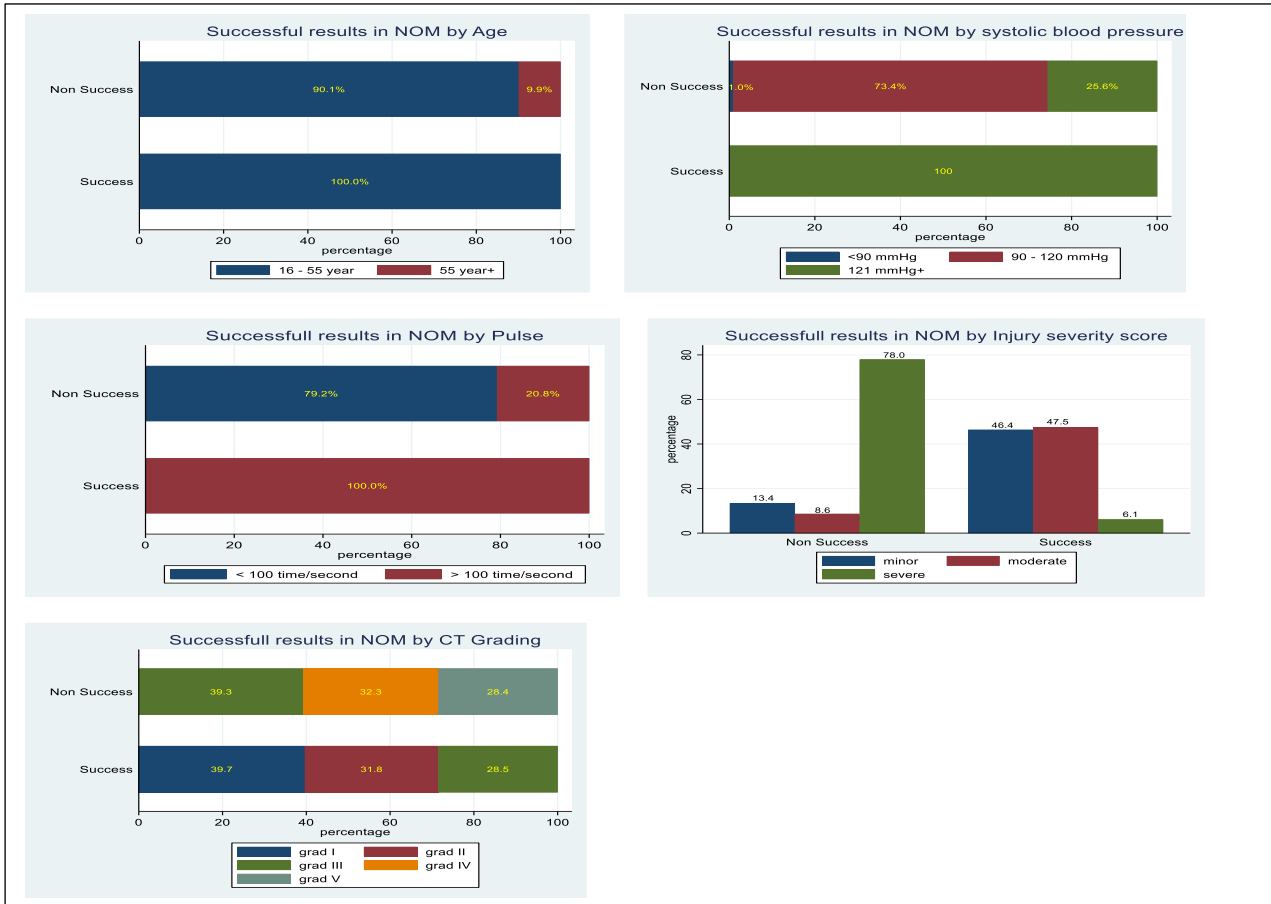 Successful results in NOM by Age
Non Success
90.1%
9.9%
Success
100.0%
0 20 40 60 80 100
percentage
16 - 55 year 55 year+
Successful results in NOM by systolic blood pressure
Non Success
1.0%
73.4%
25.6%
Success
100
0 20 40 60 80 100
percentage
<90 mmHg 90 - 120 mmHg
121 mmHg+
Successfull results in NOM by Pulse
Non Success
79.2%
20.8%
Success
100.0%
0 20 40 60 80 100
percentage
< 100 time/second > 100 time/second
Successfull results in NOM by Injury severity score
percentage
80
60
40
20
0
13.4
8.6
78.0
46.4
47.5
6.1
Non Success Success
minor moderate
severe
Successfull results in NOM by CT Grading
Non Success
39.3
32.3
28.4
Success
39.7
31.8
28.5
0 20 40 60 80 100
percentage
grad I grad II
grad III grad IV
grad V